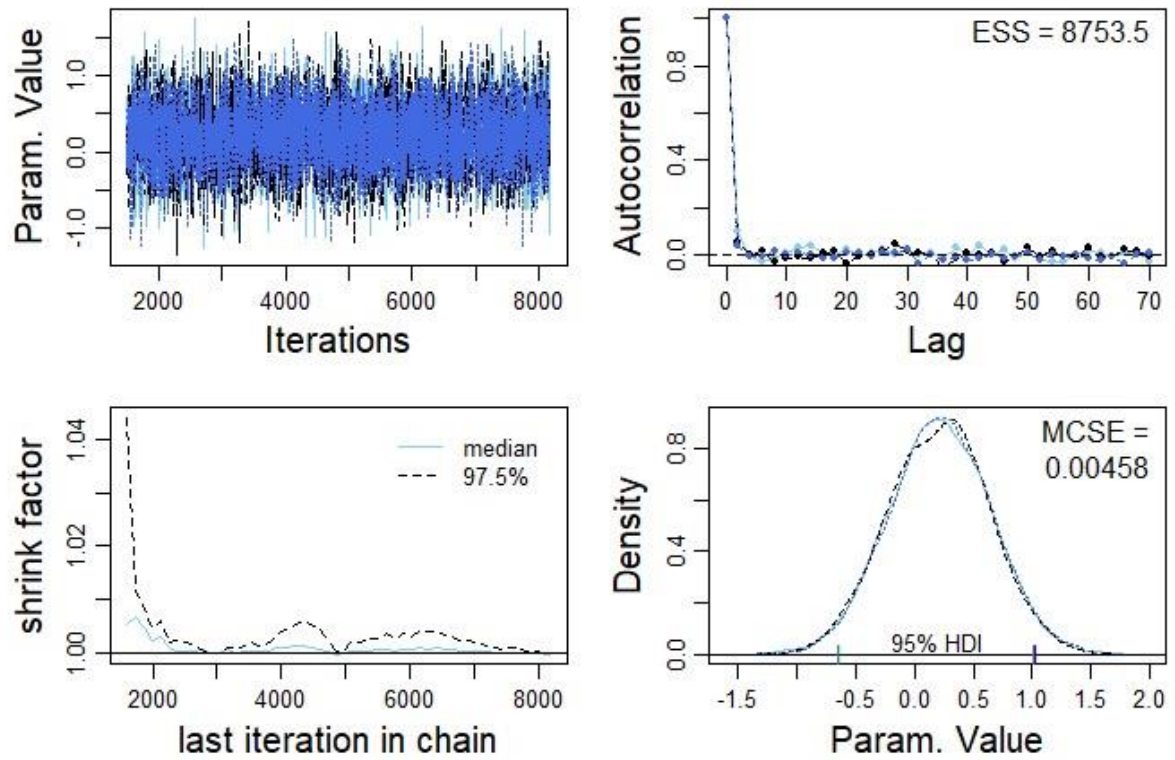 Param. Value
1.0
0.0
-1.0
2000 4000 6000 8000
Iterations
Autocorrelation
0.8
0.4
0.0
ESS = 8753.5
0 10 20 30 40 50 60 70
Lag
shrink factor
1.04
1.02
1.00
median
97.5%
2000 4000 6000 8000
last iteration in chain
Density
0.8
0.4
0.0
MCSE =
0.00458
95% HDI
-1.5 -0.5 0.0 0.5 1.0 1.5 2.0
Param. Value